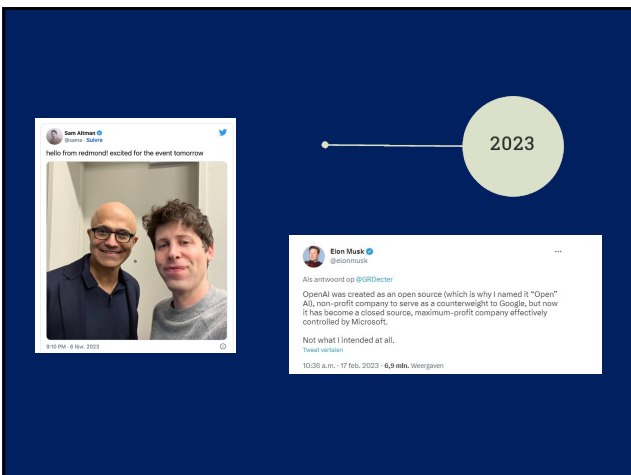 Sam Altman
@sama · Suivre
hello from redmond! excited for the event tomorrow
9:10 PM · 6 févr. 2023
2023
Elon Musk
@elonmusk
Als antwoord op @GRDecter
OpenAI was created as an open source (which is why I named it “Open”
AI), non-profit company to serve as a counterweight to Google, but now
it has become a closed source, maximum-profit company effectively
controlled by Microsoft.
Not what I intended at all.
Tweet vertalen
10:36 a.m. · 17 feb. 2023 · 6,9 mln. Weergaven